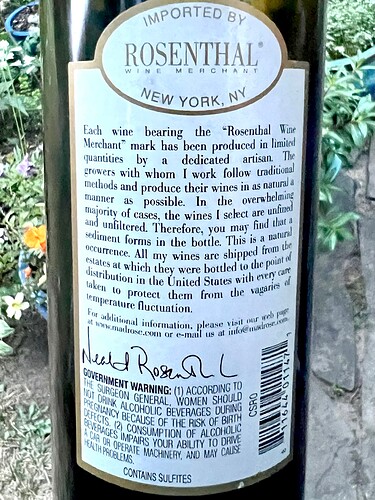 IMPORTED BY
ROSENTHAL®
WINE MERCHANT
NEW YORK, NY
Each wine bearing the “Rosenthal Wine
Merchant” mark has been produced in limited
quantities by a dedicated artisan. The
growers with whom I work follow traditional
methods and produce their wines in as natural a
manner as possible. In the overwhelming
majority of cases, the wines I select are unfined
and unfiltered. Therefore, you may find that a
sediment forms in the bottle. This is a natural
occurrence. All my wines are shipped from the
estates at which they were bottled to the point of
distribution in the United States with every care
taken to protect them from the vagaries of
temperature fluctuation.
For additional information, please visit our web page
at www.madrose.com or e-mail us at info@madrose.com.
Neal Rosenthal
GOVERNMENT WARNING: (1) ACCORDING TO
THE SURGEON GENERAL, WOMEN SHOULD
NOT DRINK ALCOHOLIC BEVERAGES DURING
PREGNANCY BECAUSE OF THE RISK OF BIRTH
DEFECTS. (2) CONSUMPTION OF ALCOHOLIC
BEVERAGES IMPAIRS YOUR ABILITY TO DRIVE
A CAR OR OPERATE MACHINERY, AND MAY CAUSE
HEALTH PROBLEMS.
CONTAINS SULFITES
CSRO